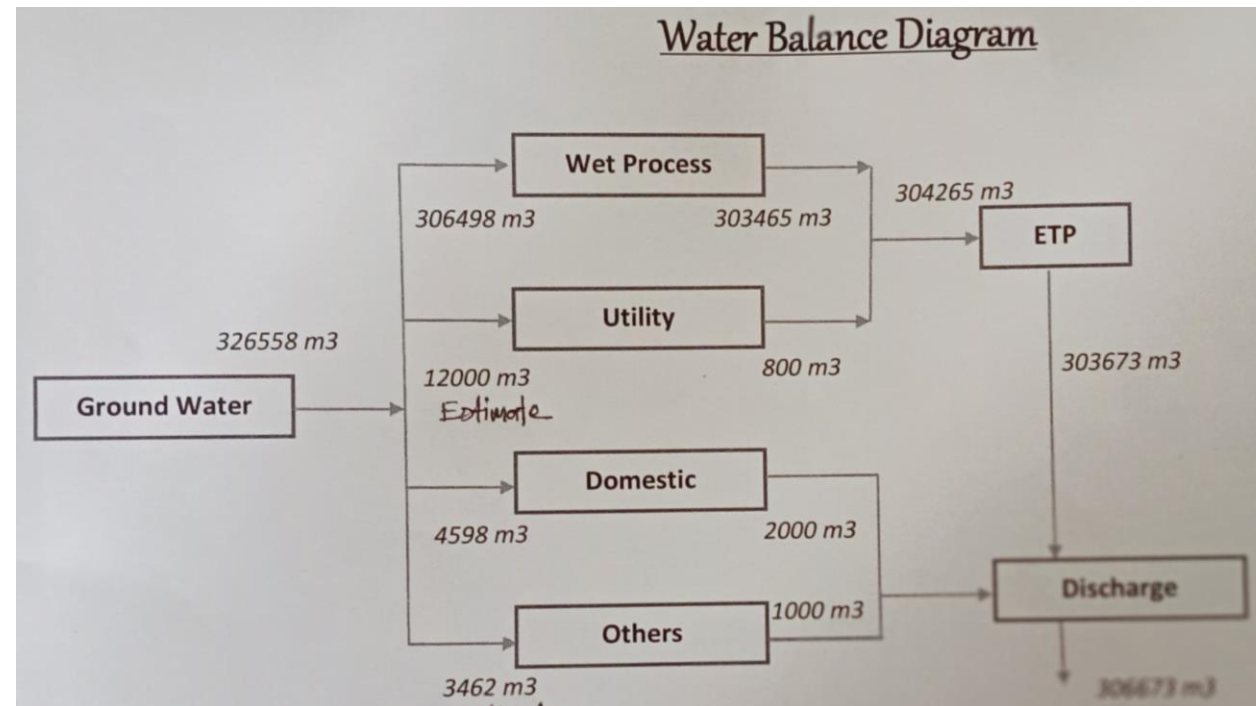 Water Balance Diagram
Wet Process
306498 m3
303465 m3
304265 m3
ETP
Utility
326558 m3
12000 m3
800 m3
303673 m3
Ground Water
Estimate
Domestic
4598 m3
2000 m3
Discharge
1000 m3
Others
3462 m3
306673 m3